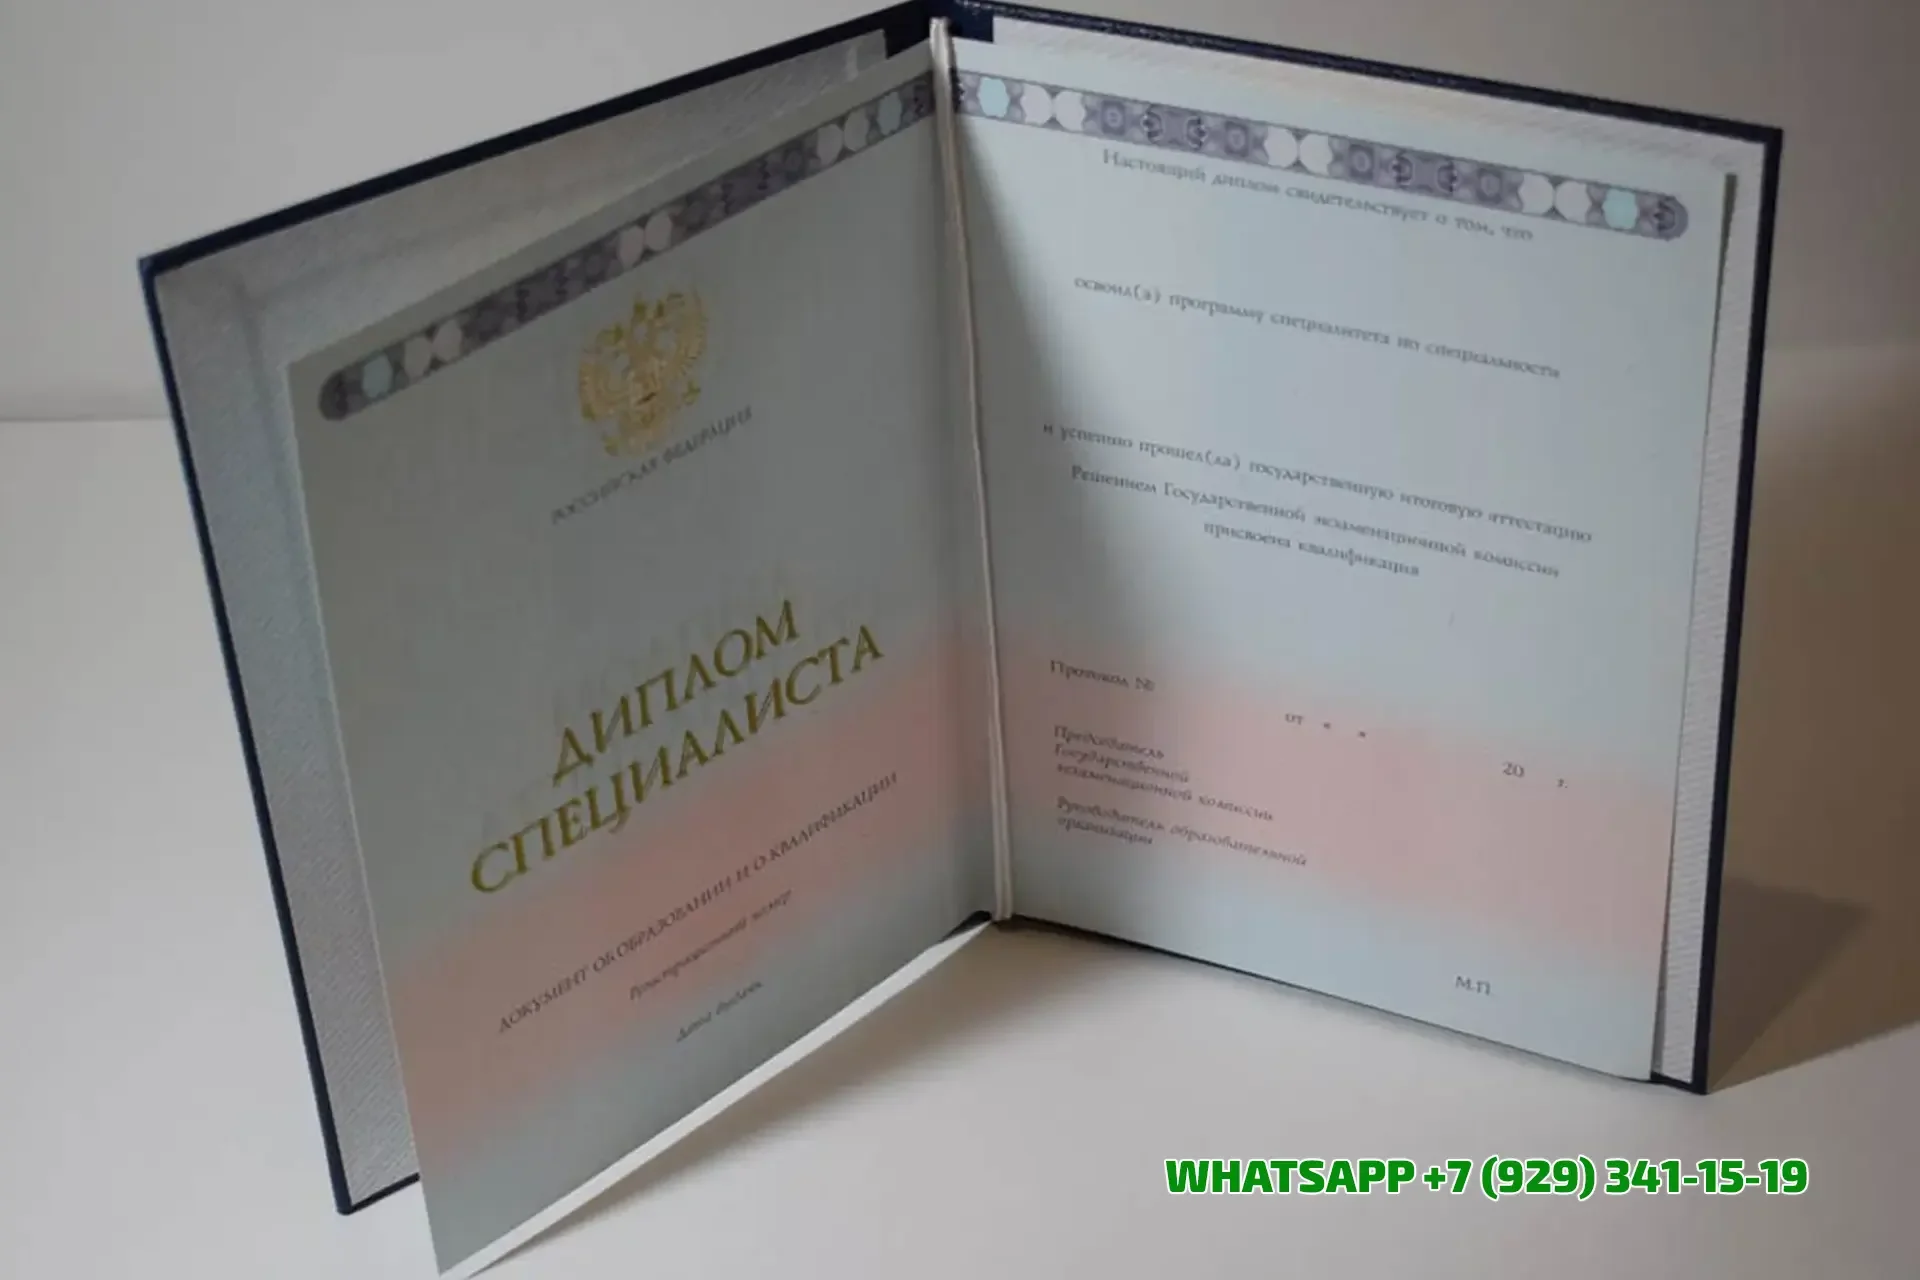 РОССИЙСКАЯ ФЕДЕРАЦИЯ
ДИПЛОМ
СПЕЦИАЛИСТА
ДОКУМЕНТ ОБ ОБРАЗОВАНИИ И О КВАЛИФИКАЦИИ
Регистрационный номер
Дата выдачи
Настоящий диплом свидетельствует о том, что
освоил(а) программу специалитета по специальности
и успешно прошел(ла) государственную итоговую аттестацию
Решением Государственной экзаменационной комиссии
присвоена квалификация
Протокол №
от « »
20 г.
Председатель
Государственной
экзаменационной комиссии
Руководитель образовательной
организации
М.П.
WHATSAPP +7 (929) 341-15-19